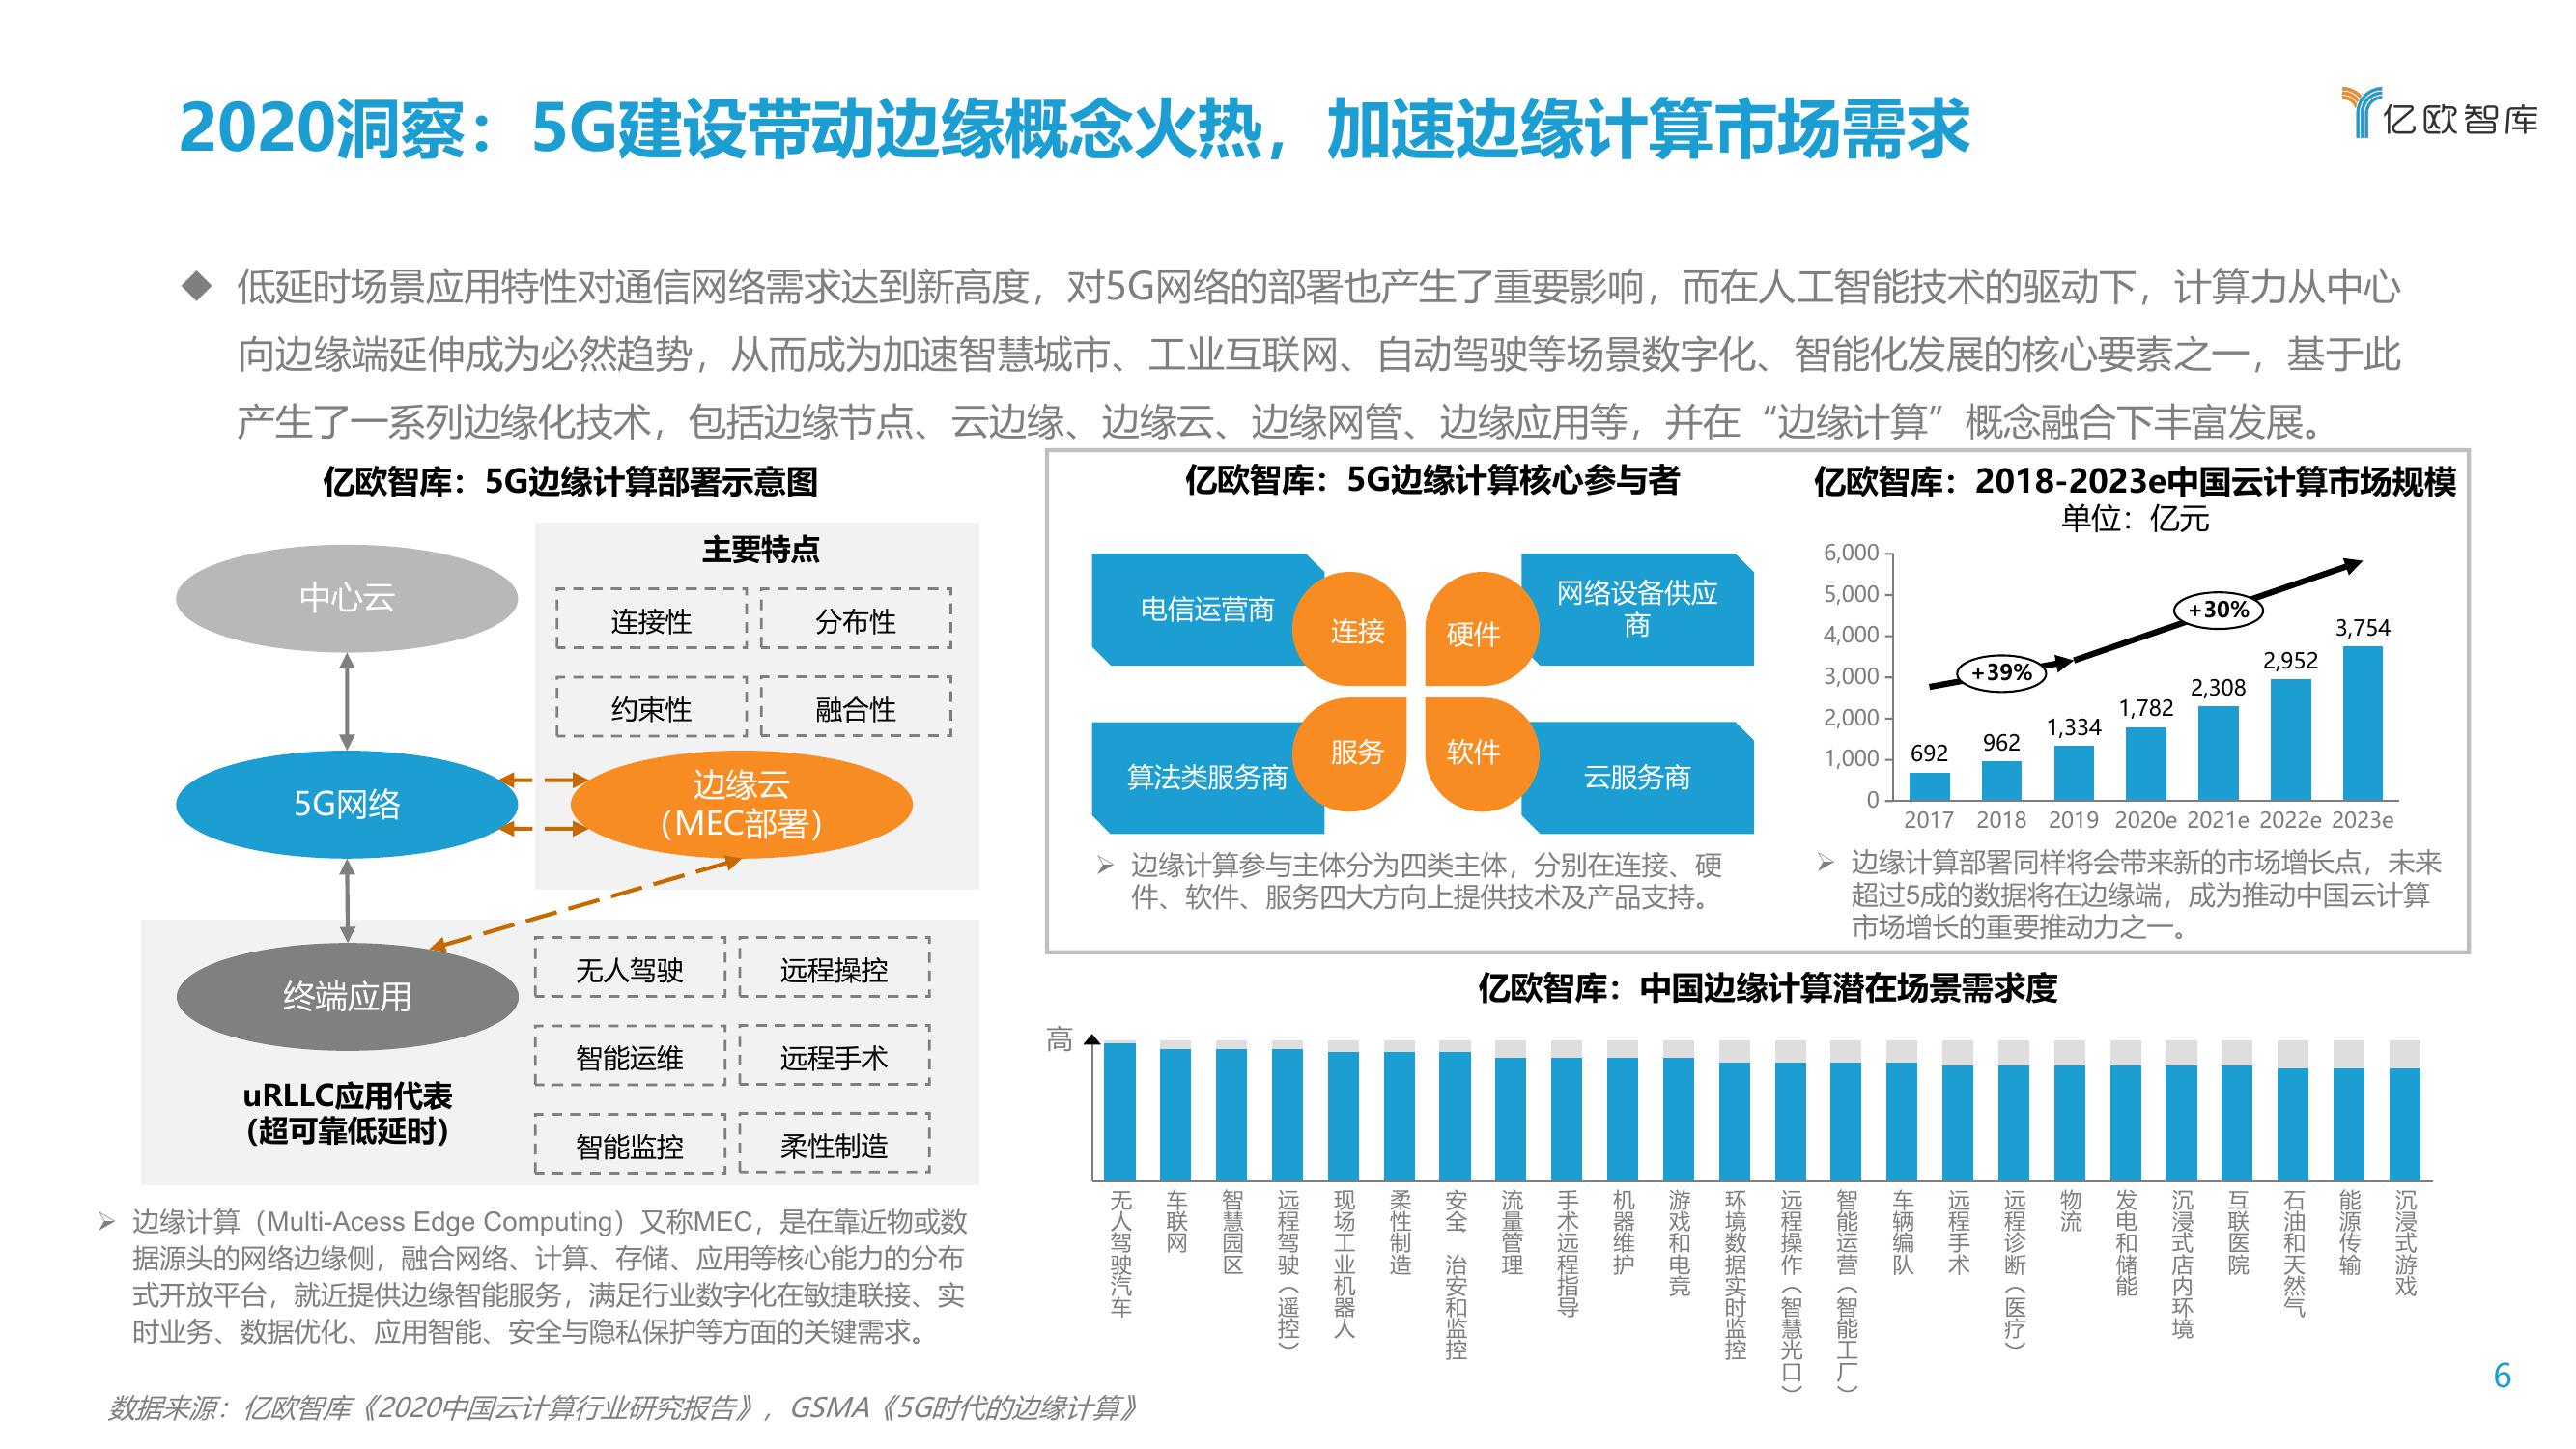 2020洞察：5G建设带动边缘概念火热，加速边缘计算市场需求
亿欧智库
◆ 低延时场景应用特性对通信网络需求达到新高度，对5G网络的部署也产生了重要影响，而在人工智能技术的驱动下，计算力从中心
向边缘端延伸成为必然趋势，从而成为加速智慧城市、工业互联网、自动驾驶等场景数字化、智能化发展的核心要素之一，基于此
产生了一系列边缘化技术，包括边缘节点、云边缘、边缘云、边缘网管、边缘应用等，并在“边缘计算”概念融合下丰富发展。
亿欧智库：5G边缘计算部署示意图
主要特点
中心云
连接性
分布性
约束性
融合性
5G网络
边缘云
（MEC部署）
终端应用
uRLLC应用代表
（超可靠低延时）
无人驾驶
远程操控
智能运维
远程手术
智能监控
柔性制造
➢ 边缘计算（Multi-Acess Edge Computing）又称MEC，是在靠近物或数
据源头的网络边缘侧，融合网络、计算、存储、应用等核心能力的分布
式开放平台，就近提供边缘智能服务，满足行业数字化在敏捷联接、实
时业务、数据优化、应用智能、安全与隐私保护等方面的关键需求。
亿欧智库：5G边缘计算核心参与者
电信运营商
连接
硬件
网络设备供应
商
算法类服务商
服务
软件
云服务商
➢ 边缘计算参与主体分为四类主体，分别在连接、硬
件、软件、服务四大方向上提供技术及产品支持。
亿欧智库：2018-2023e中国云计算市场规模
单位：亿元
6,000
5,000
4,000
3,000
2,000
1,000
0
+39%
+30%
692
962
1,334
1,782
2,308
2,952
3,754
2017 2018 2019 2020e 2021e 2022e 2023e
➢ 边缘计算部署同样将会带来新的市场增长点，未来
超过5成的数据将在边缘端，成为推动中国云计算
市场增长的重要推动力之一。
亿欧智库：中国边缘计算潜在场景需求度
高
无人驾驶汽车
车联网
智慧园区
远程驾驶（遥控）
现场工业机器人
柔性制造
安全 治安和监控
流量管理
手术远程指导
机器维护
游戏和电竞
环境数据实时监控
远程操作（智慧光口）
智能运营（智能工厂）
车辆编队
远程手术
远程诊断（医疗）
物流
发电和储能
沉浸式店内环境
互联医院
石油和天然气
能源传输
沉浸式游戏
数据来源：亿欧智库《2020中国云计算行业研究报告》，GSMA《5G时代的边缘计算》
6